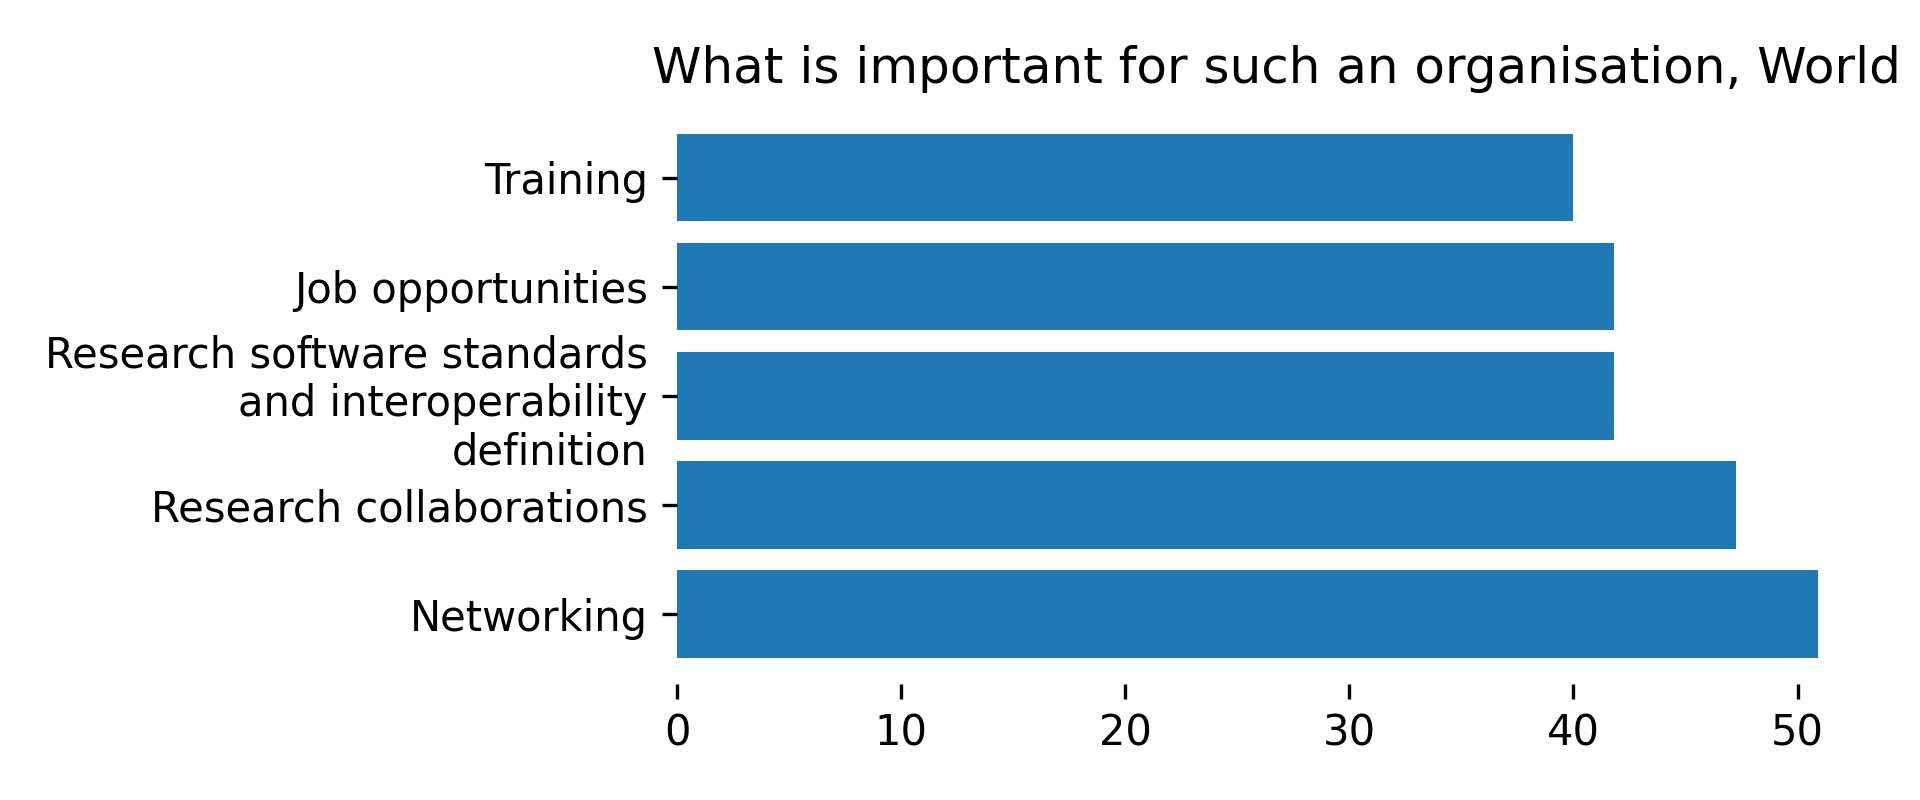 What is important for such an organisation, World
Training
Job opportunities
Research software standards
and interoperability
definition
Research collaborations
Networking
0 10 20 30 40 50